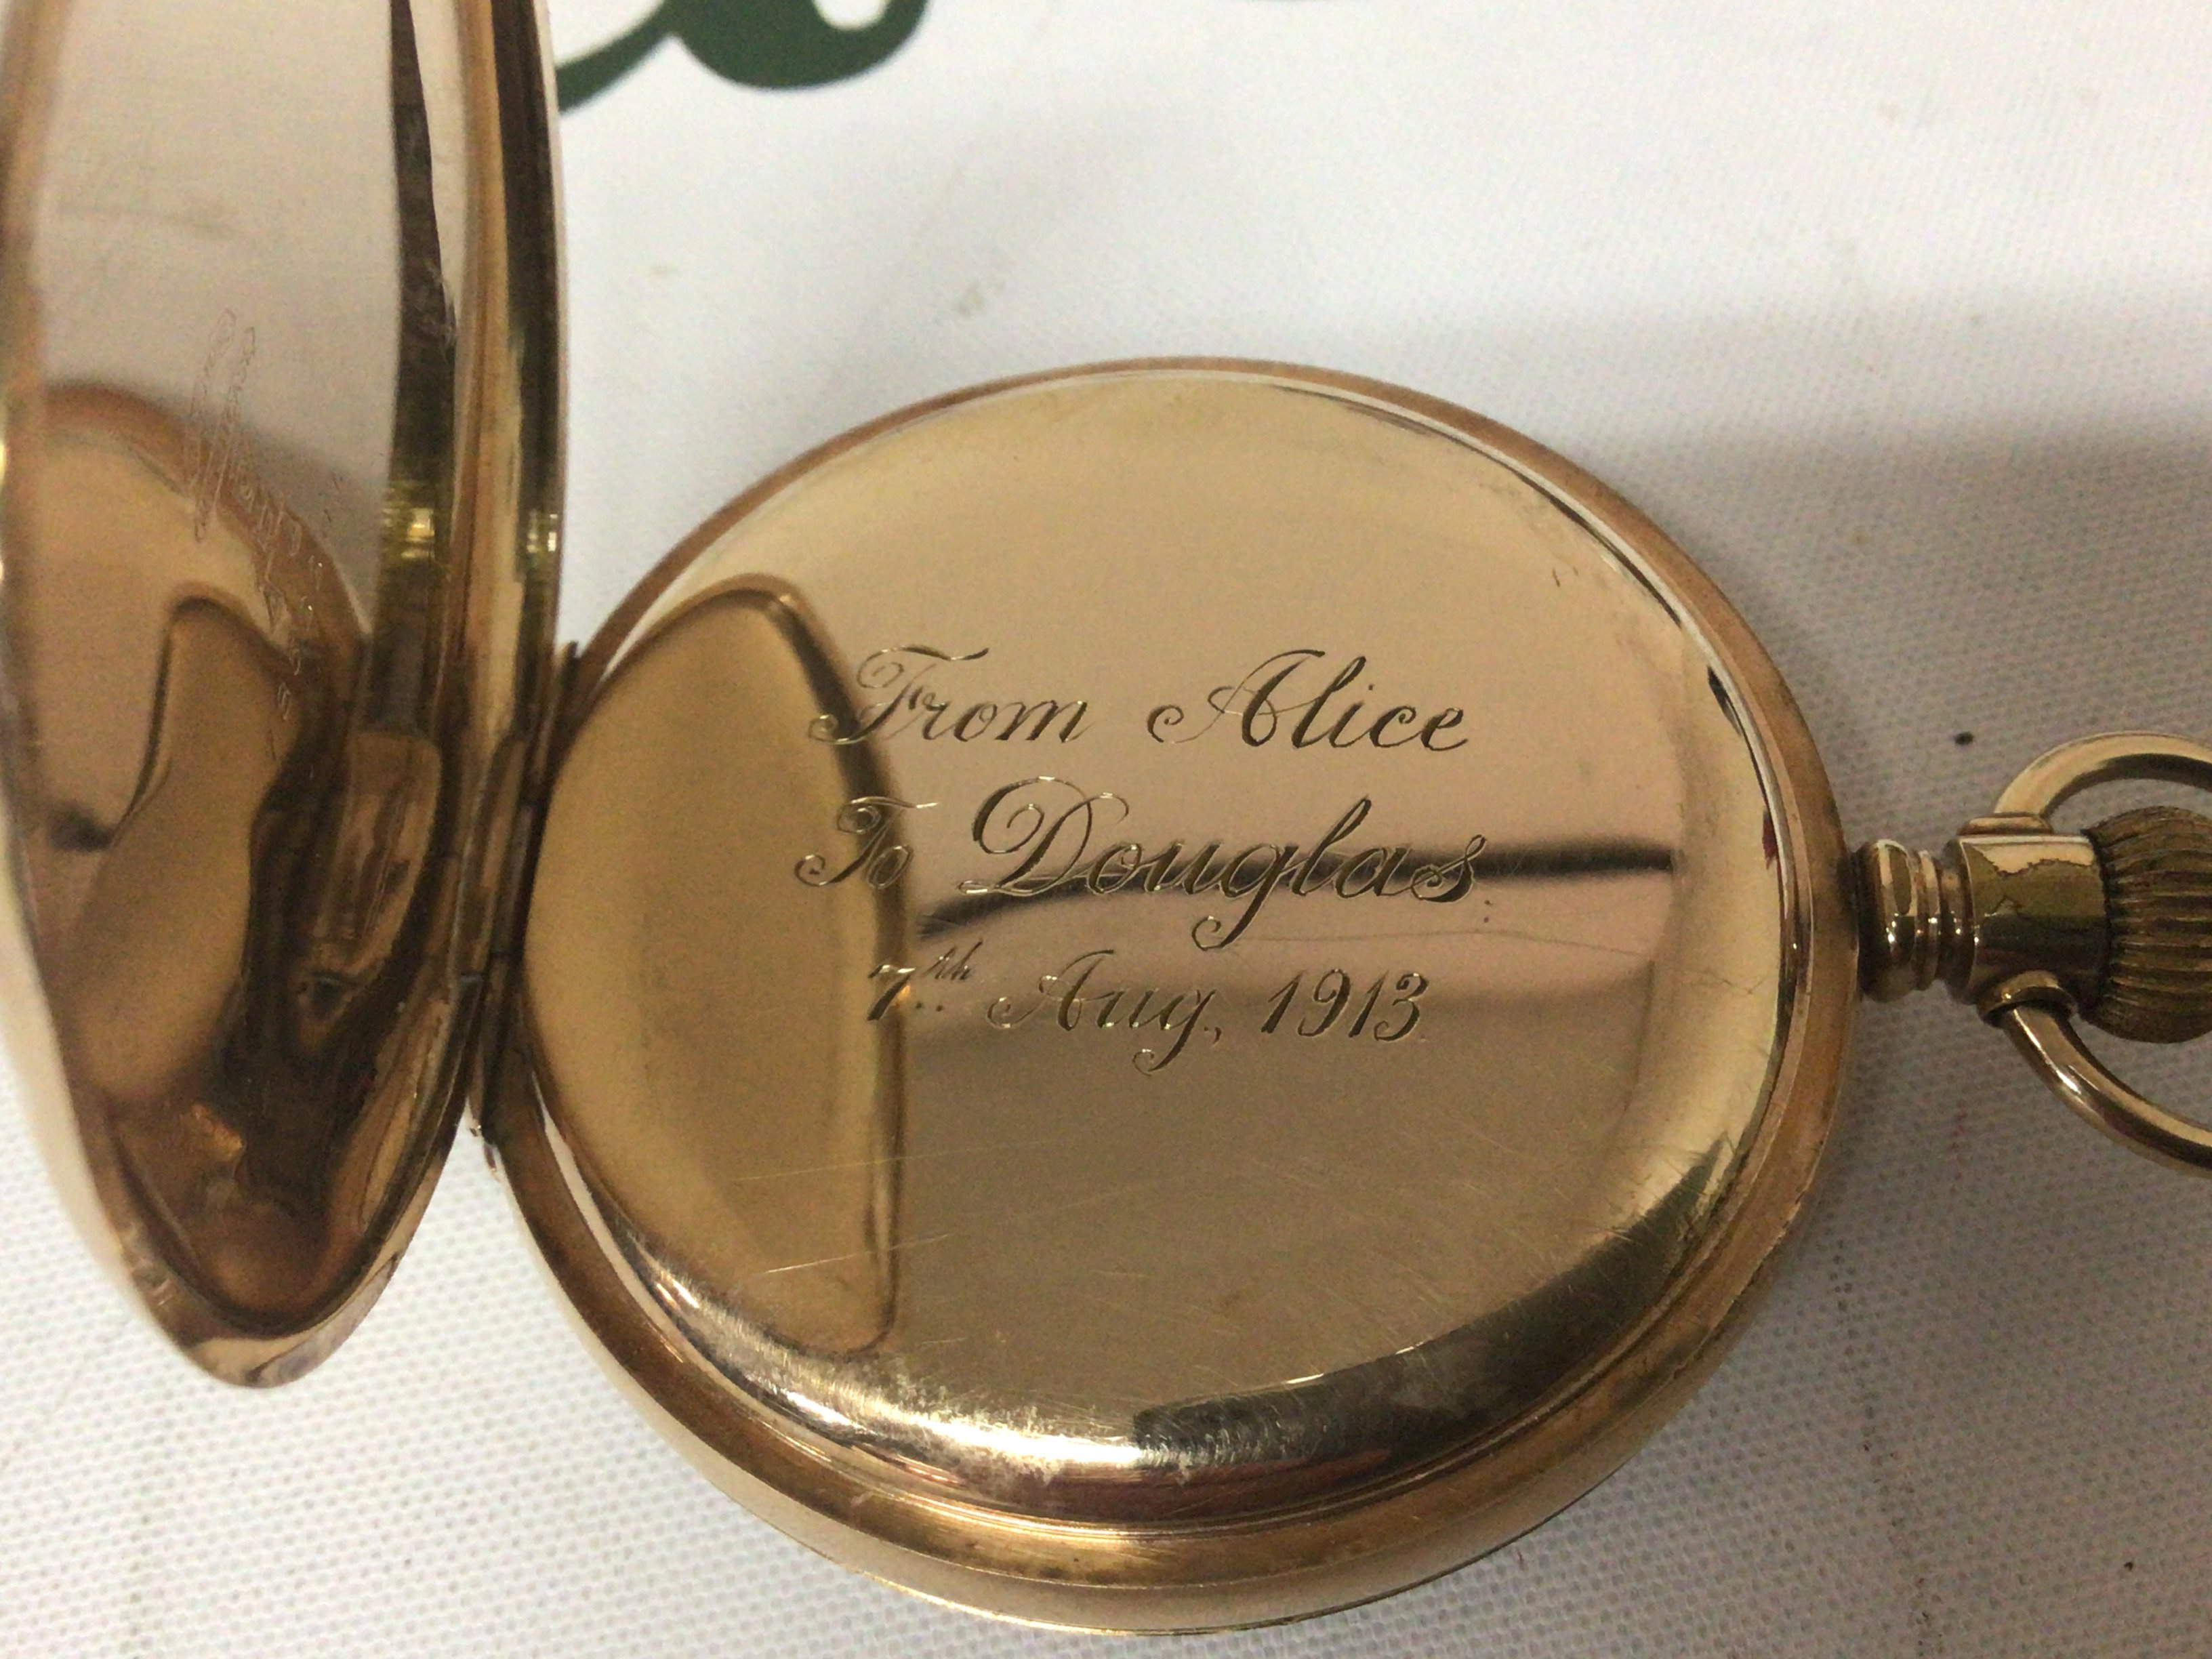 From Alice
To Douglas
7th Aug, 1913